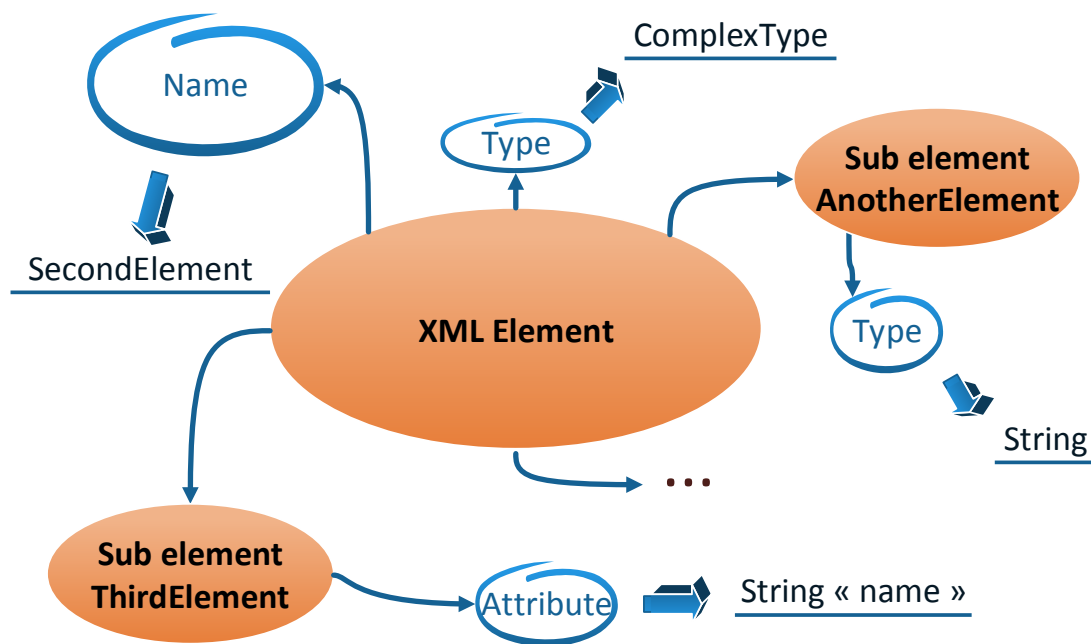 ComplexType
Name
Type
Sub element
AnotherElement
SecondElement
XML Element
Type
String
...
Sub element
ThirdElement
Attribute
String « name »